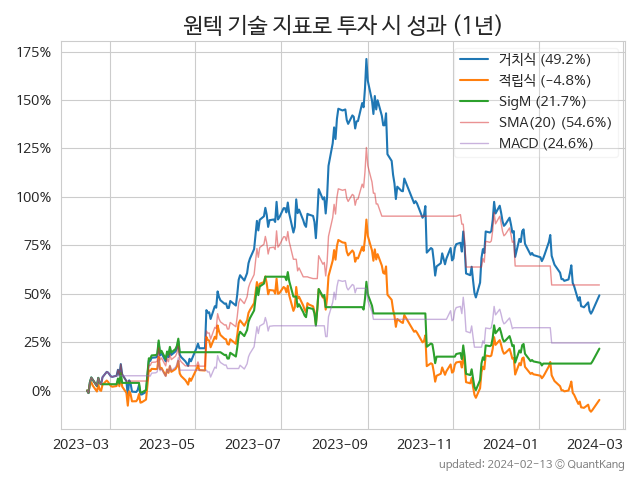 원텍 기술 지표로 투자 시 성과 (1년)
175%
150%
125%
100%
75%
50%
25%
0%
거치식 (49.2%)
적립식 (-4.8%)
SigM (21.7%)
SMA(20) (54.6%)
MACD (24.6%)
2023-03
2023-05
2023-07
2023-09
2023-11
2024-01
2024-03
updated: 2024-02-13 © QuantKang